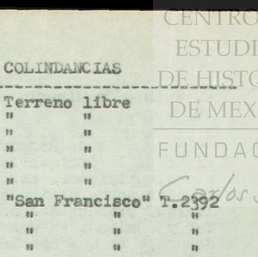 CENTRO
ESTUDI
DE HISTO
DE MEX
FUNDAC
Carlos
COLINDANCIAS
Terreno libre
" "
" "
" "
" "
" "
"San Francisco" T.2392
" " "
" " "
" " "